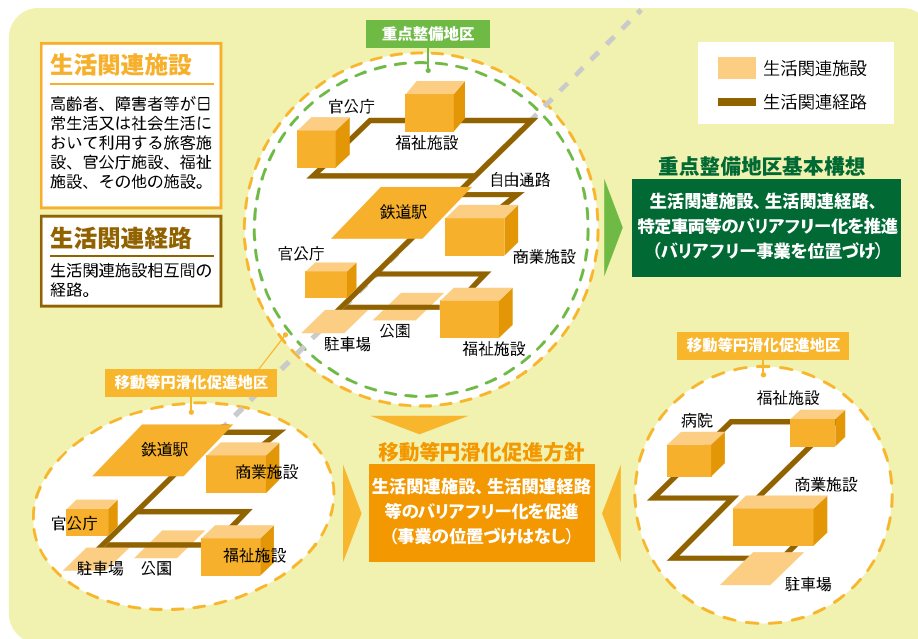 重点整備地区
生活関連施設
高齢者、障害者等が日
常生活又は社会生活に
おいて利用する旅客施
設、官公庁施設、福祉
施設、その他の施設。
生活関連経路
生活関連施設相互間の
経路。
官公庁
福祉施設
自由通路
鉄道駅
商業施設
官公庁
駐車場
公園
福祉施設
生活関連施設
生活関連経路
重点整備地区基本構想
生活関連施設、生活関連経路、
特定車両等のバリアフリー化を推進
（バリアフリー事業を位置づけ）
移動等円滑化促進地区
鉄道駅
商業施設
官公庁
駐車場
公園
福祉施設
移動等円滑化促進方針
生活関連施設、生活関連経路
等のバリアフリー化を促進
（事業の位置づけはなし）
移動等円滑化促進地区
福祉施設
病院
商業施設
駐車場